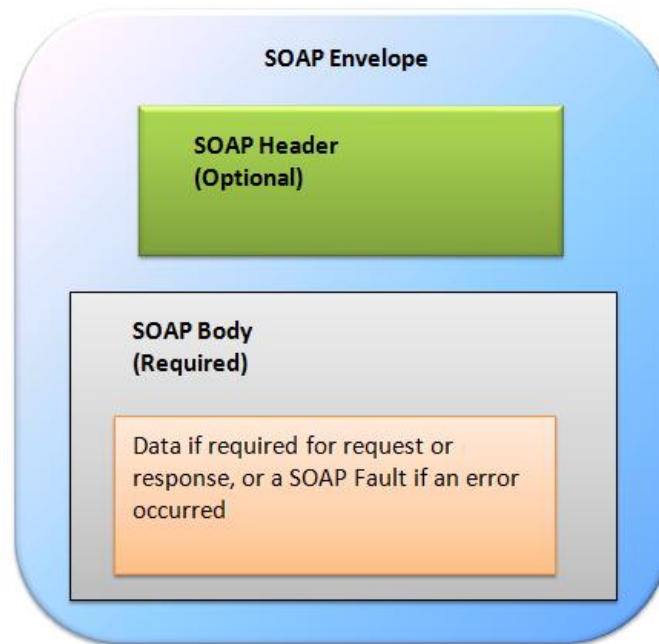 SOAP Envelope
SOAP Header
(Optional)
SOAP Body
(Required)
Data if required for request or
response, or a SOAP Fault if an error
occurred